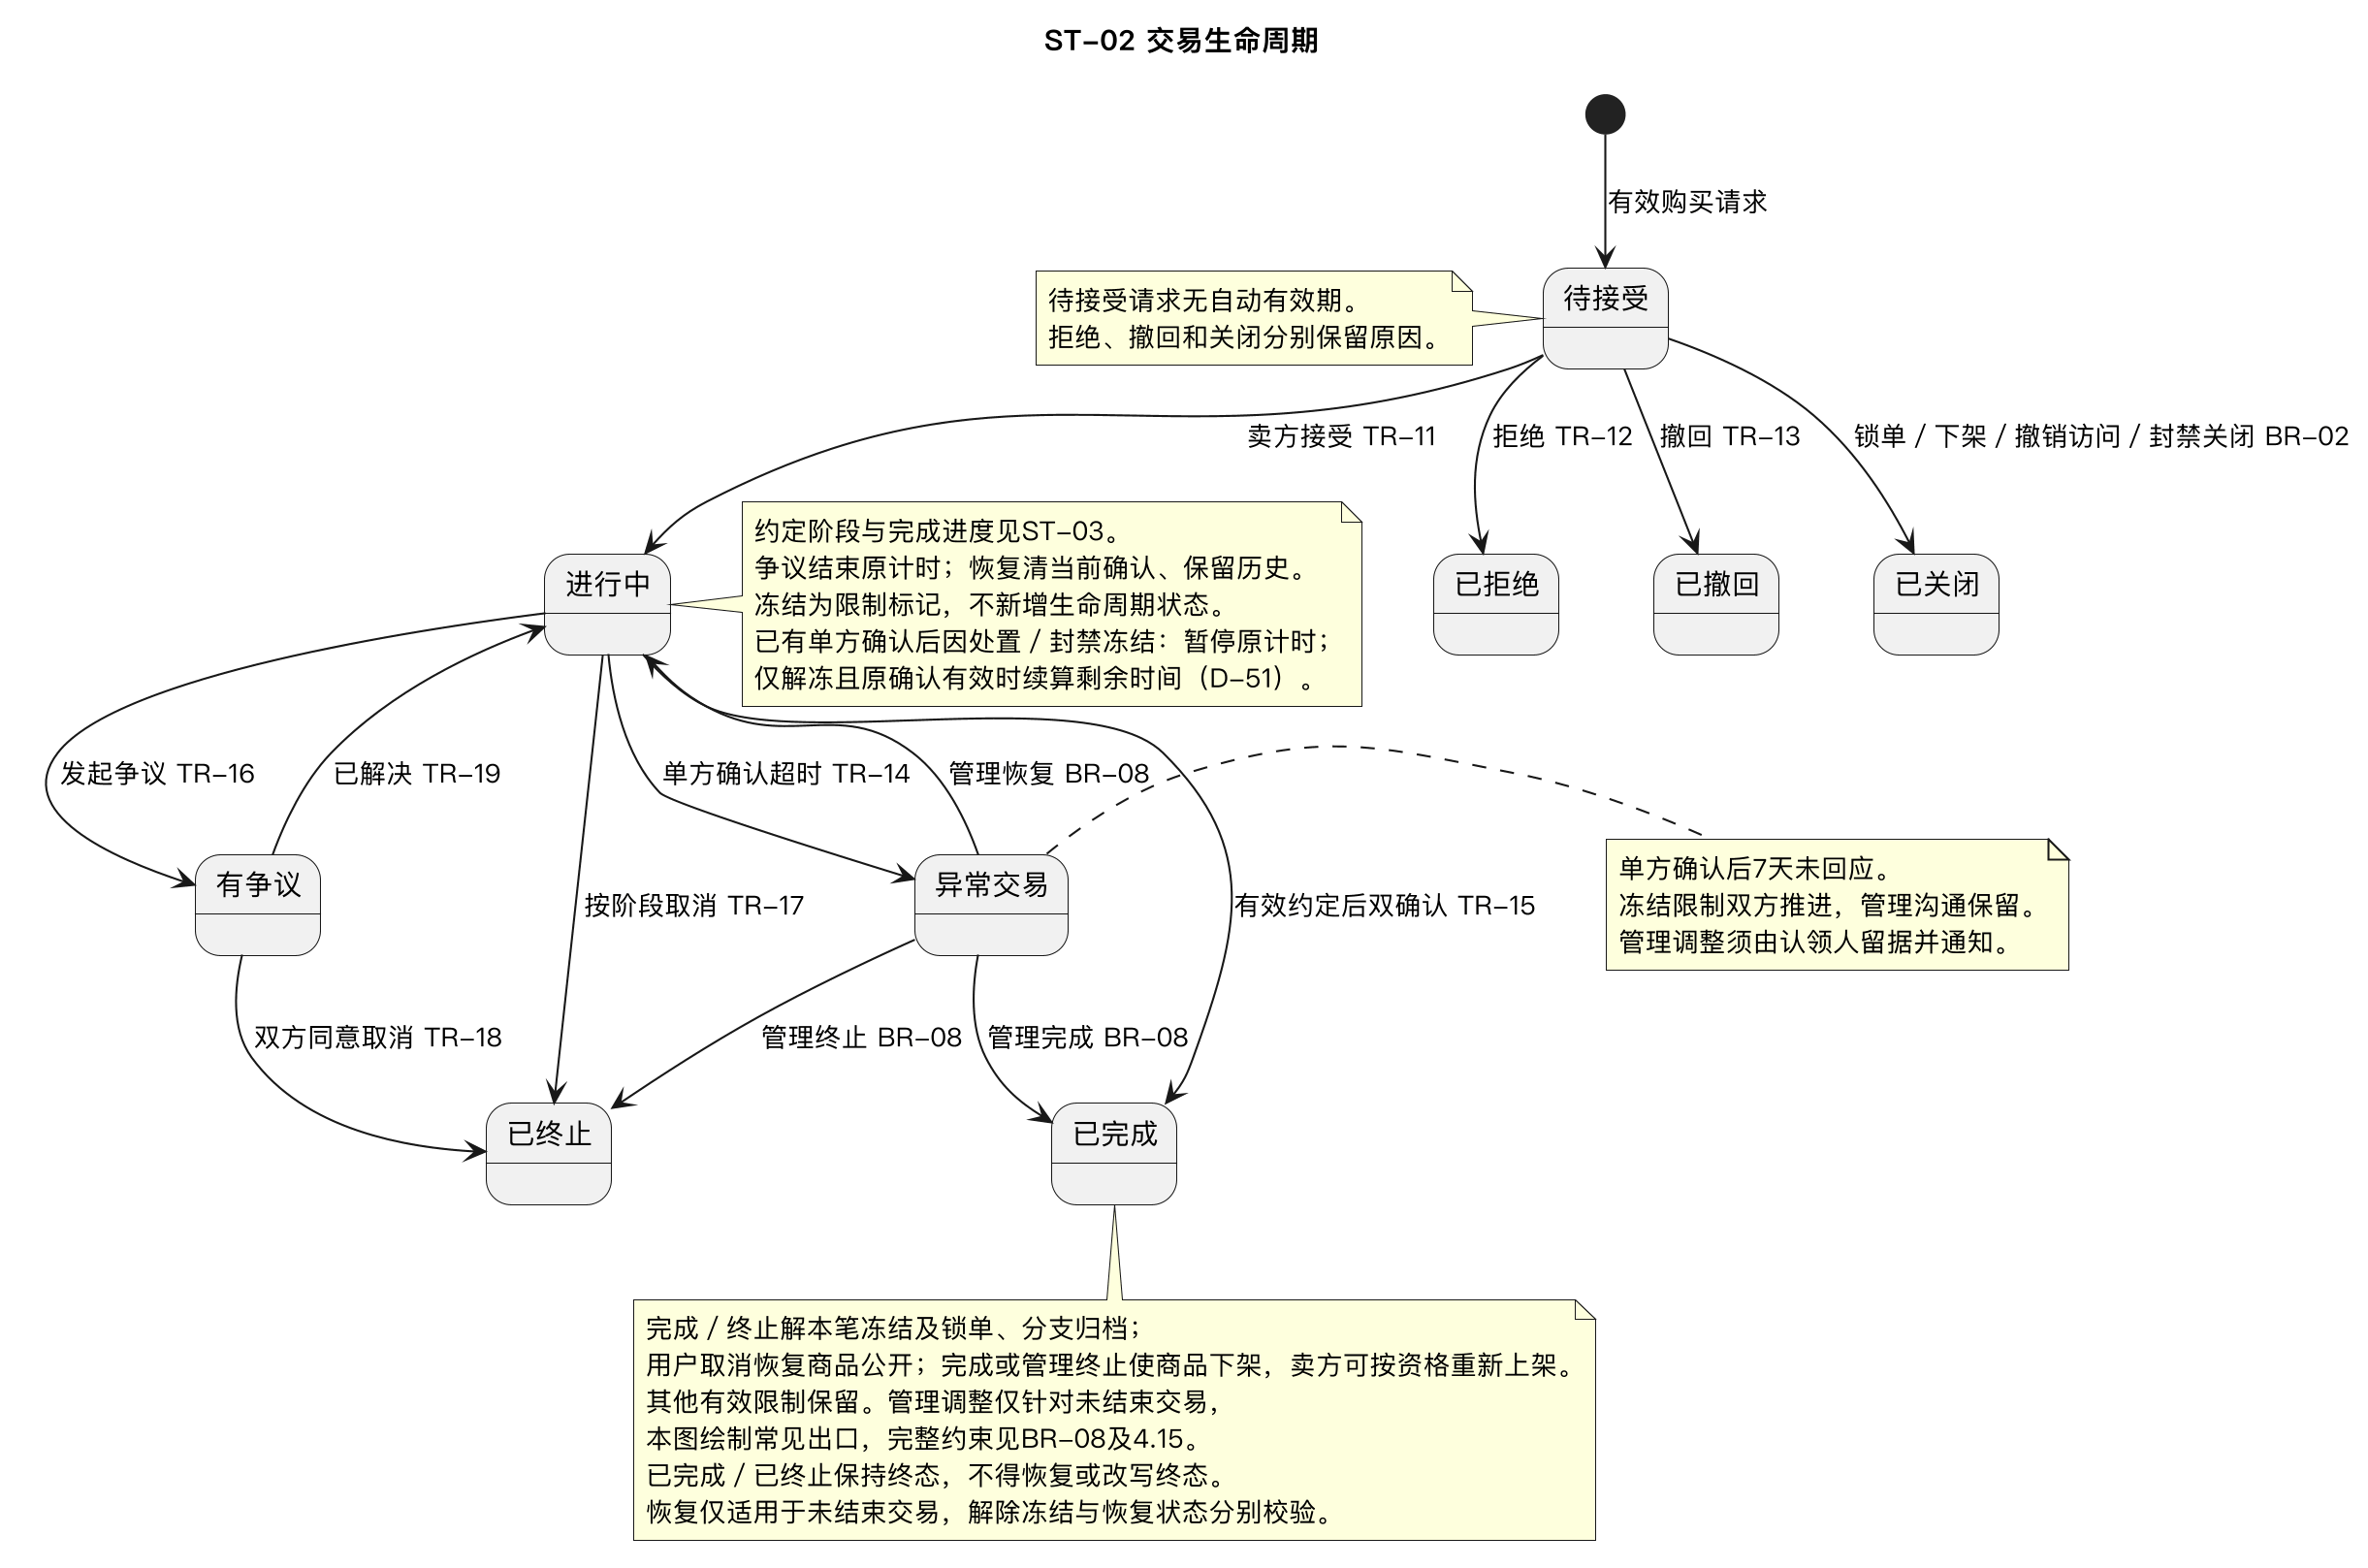 ST–02 交易生命周期
有效购买请求
待接受
待接受请求无自动有效期。
拒绝、撤回和关闭分别保留原因。
卖方接受 TR–11
拒绝 TR–12
撤回 TR–13
锁单 / 下架 / 撤销访问 / 封禁关闭 BR–02
进行中
约定阶段与完成进度见ST–03。
争议结束原计时；恢复清当前确认、保留历史。
冻结为限制标记，不新增生命周期状态。
已有单方确认后因处置 / 封禁冻结：暂停原计时；
仅解冻且原确认有效时续算剩余时间（D–51）。
已拒绝
已撤回
已关闭
发起争议 TR–16
已解决 TR–19
单方确认超时 TR–14
管理恢复 BR–08
有争议
按阶段取消 TR–17
异常交易
有效约定后双确认 TR–15
单方确认后7天未回应。
冻结限制双方推进，管理沟通保留。
管理调整须由认领人留据并通知。
双方同意取消 TR–18
管理终止 BR–08
管理完成 BR–08
已终止
已完成
完成 / 终止解本笔冻结及锁单、分支归档；
用户取消恢复商品公开；完成或管理终止使商品下架，卖方可按资格重新上架。
其他有效限制保留。管理调整仅针对未结束交易，
本图绘制常见出口，完整约束见BR–08及4.15。
已完成 / 已终止保持终态，不得恢复或改写终态。
恢复仅适用于未结束交易，解除冻结与恢复状态分别校验。